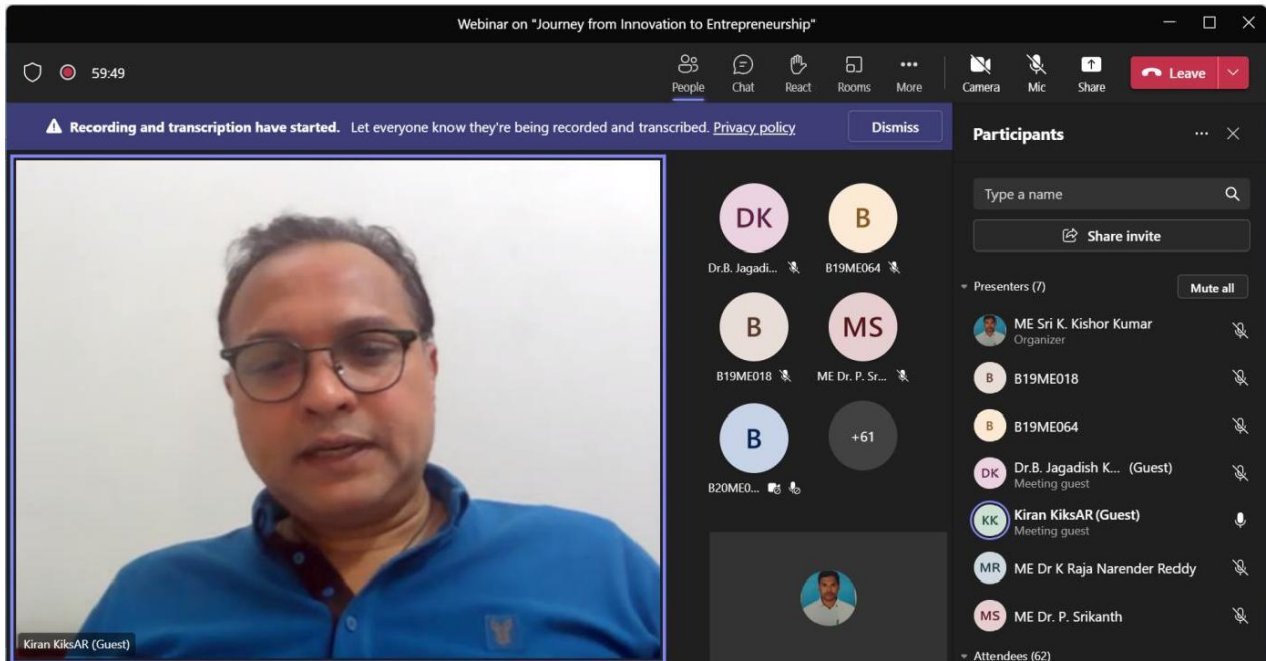 Webinar on "Journey from Innovation to Entrepreneurship"
59:49
People
Chat
React
Rooms
More
Camera
Mic
Share
Leave
Recording and transcription have started. Let everyone know they're being recorded and transcribed. Privacy policy
Dismiss
DK
B
Dr.B. Jagadi...
B19ME064
B
MS
B19ME018
ME Dr. P. Sr...
B
+61
B20ME0...
Kiran KiksAR (Guest)
Participants
Type a name
Share invite
Presenters (7)
Mute all
ME Sri K. Kishor Kumar
Organizer
B
B19ME018
B
B19ME064
DK
Dr.B. Jagadish K... (Guest)
Meeting guest
KK
Kiran KiksAR (Guest)
Meeting guest
MR
ME Dr K Raja Narender Reddy
MS
ME Dr. P. Srikanth
Attendees (62)